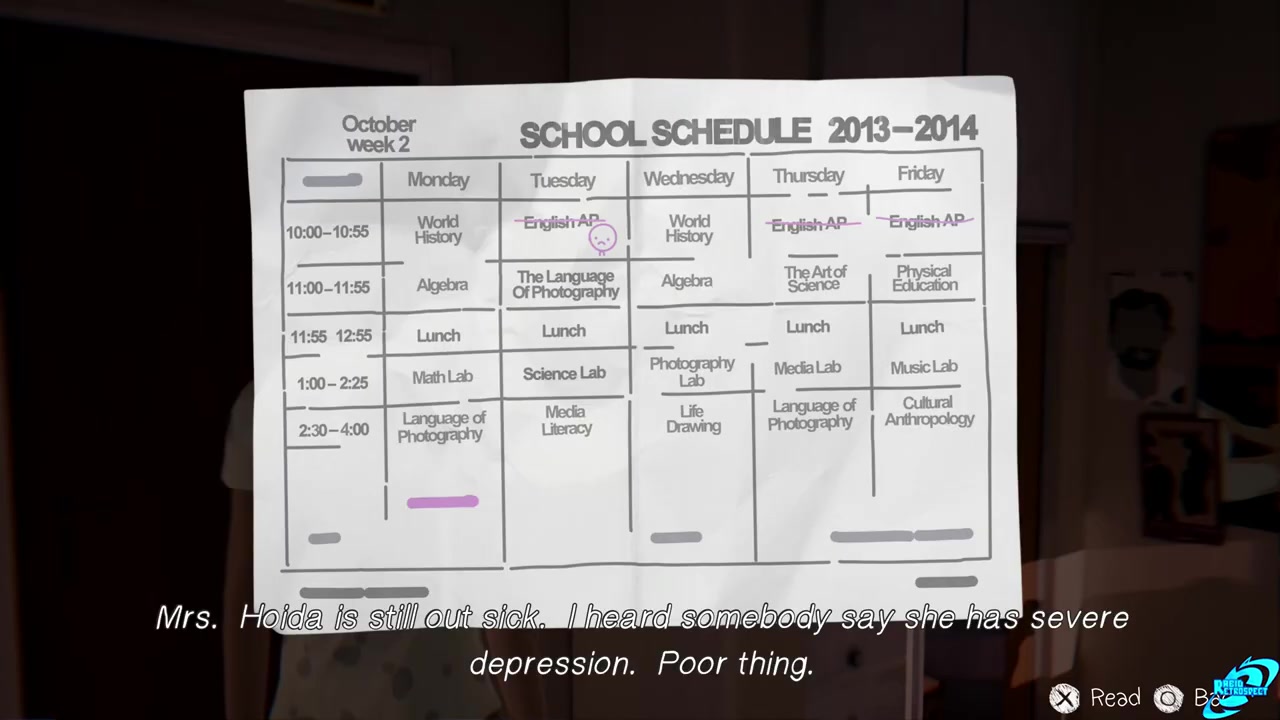 October
week 2
SCHOOL SCHEDULE 2013-2014
Monday Tuesday Wednesday Thursday Friday
10:00-10:55
World
History
English AP
World
History
English AP
English AP
11:00-11:55
Algebra
The Language
Of Photography
Algebra
The Art of
Science
Physical
Education
11:55 12:55
Lunch
Lunch
Lunch
Lunch
Lunch
1:00-2:25
Math Lab
Science Lab
Photography
Lab
Media Lab
Music Lab
2:30-4:00
Language of
Photography
Media
Literacy
Life
Drawing
Language of
Photography
Cultural
Anthropology
Mrs. Hoida is still out sick. I heard somebody say she has severe
depression. Poor thing.
Read
RETROSPECT